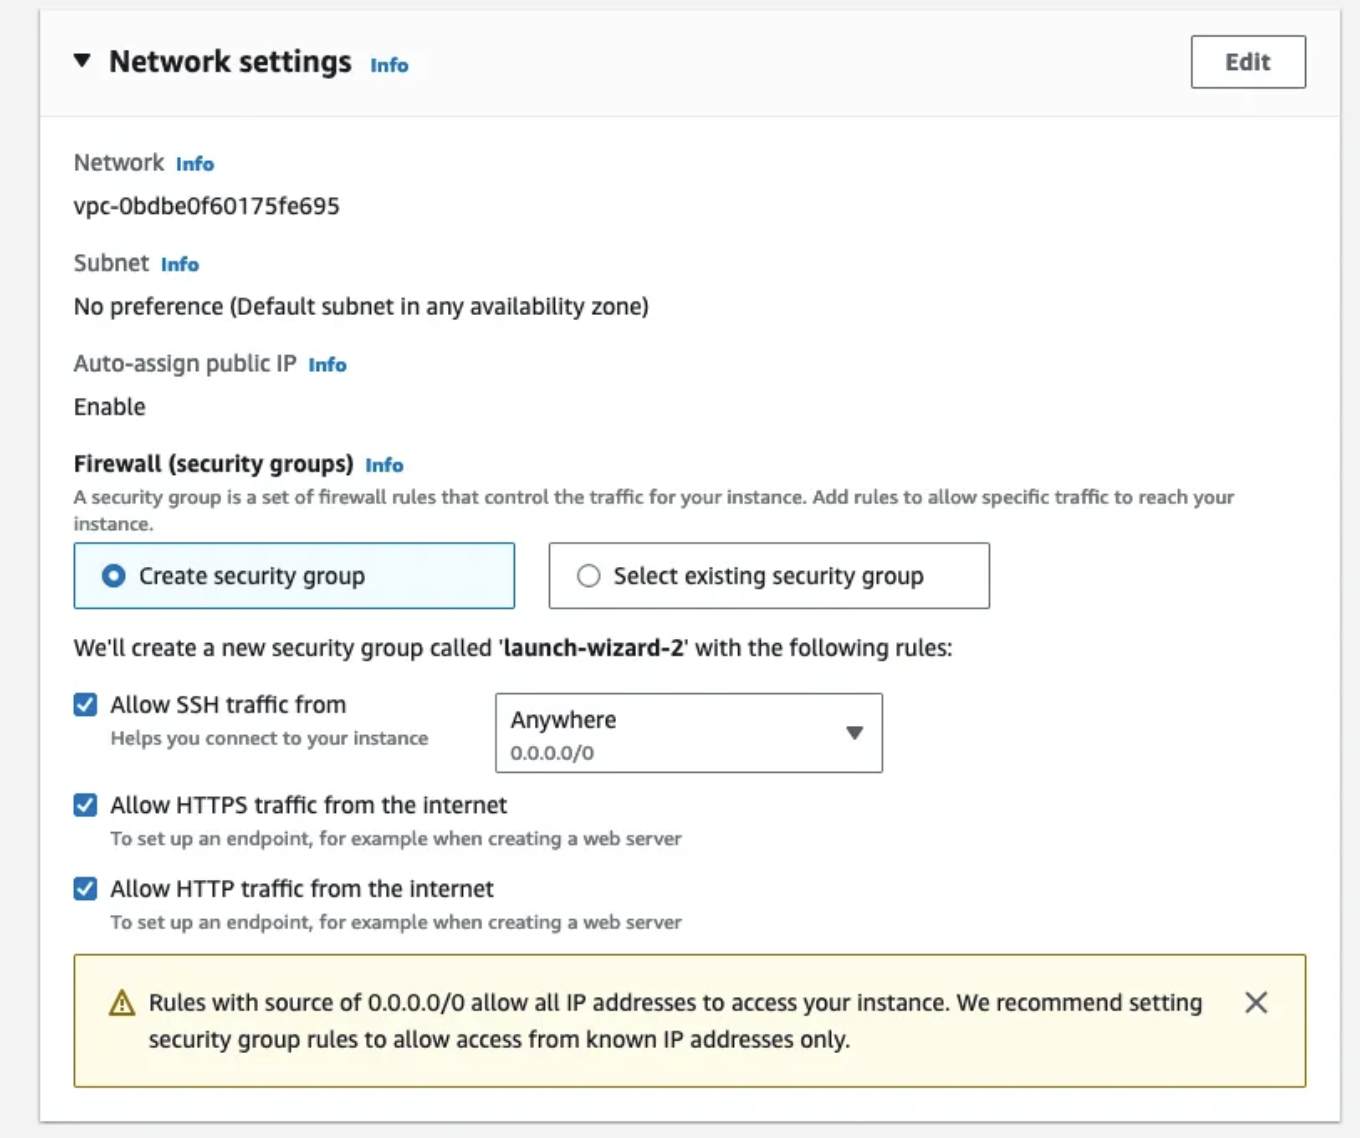 Network settings Info
Edit
Network Info
vpc-0bdbe0f60175fe695
Subnet Info
No preference (Default subnet in any availability zone)
Auto-assign public IP Info
Enable
Firewall (security groups) Info
A security group is a set of firewall rules that control the traffic for your instance. Add rules to allow specific traffic to reach your
instance.
Create security group
Select existing security group
We'll create a new security group called 'launch-wizard-2' with the following rules:
Allow SSH traffic from
Helps you connect to your instance
Anywhere
0.0.0.0/0
Allow HTTPS traffic from the internet
To set up an endpoint, for example when creating a web server
Allow HTTP traffic from the internet
To set up an endpoint, for example when creating a web server
Rules with source of 0.0.0.0/0 allow all IP addresses to access your instance. We recommend setting
security group rules to allow access from known IP addresses only.